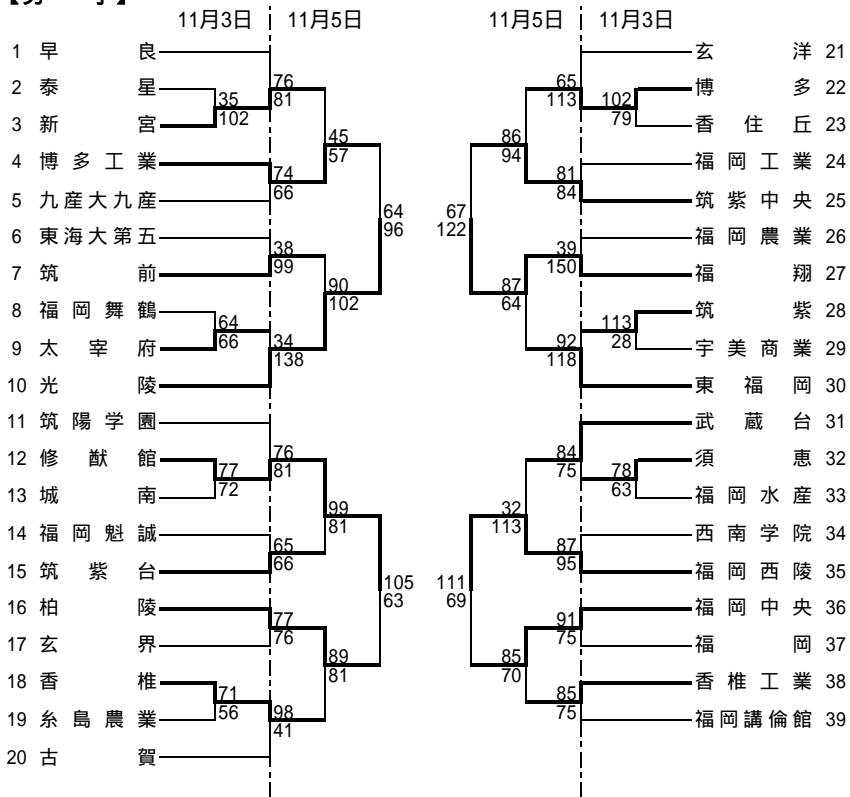 11月3日 11月5日 11月5日 11月3日
1 早良
2 泰星
3 新宮
4 博多工業
5 九産大九産
6 東海大第五
7 筑前
8 福岡舞鶴
9 太宰府
10 光陵
11 筑陽学園
12 修猷館
13 城南
14 福岡魁誠
15 筑紫台
16 柏陵
17 玄界
18 香椎
19 糸島農業
20 古賀
35
102
64
66
77
72
71
56
76
81
74
66
38
99
34
138
76
81
65
66
77
76
98
41
45
57
90
102
99
81
89
81
64
96
105
63
67
122
111
69
86
94
87
64
32
113
85
70
65
113
81
84
39
150
92
118
84
75
87
95
91
75
85
75
102
79
113
28
78
63
玄洋 21
博多 22
香住丘 23
福岡工業 24
筑紫中央 25
福岡農業 26
福翔 27
筑紫 28
宇美商業 29
東福岡 30
武蔵台 31
須恵 32
福岡水産 33
西南学院 34
福岡西陵 35
福岡中央 36
福岡 37
香椎工業 38
福岡講倫館 39